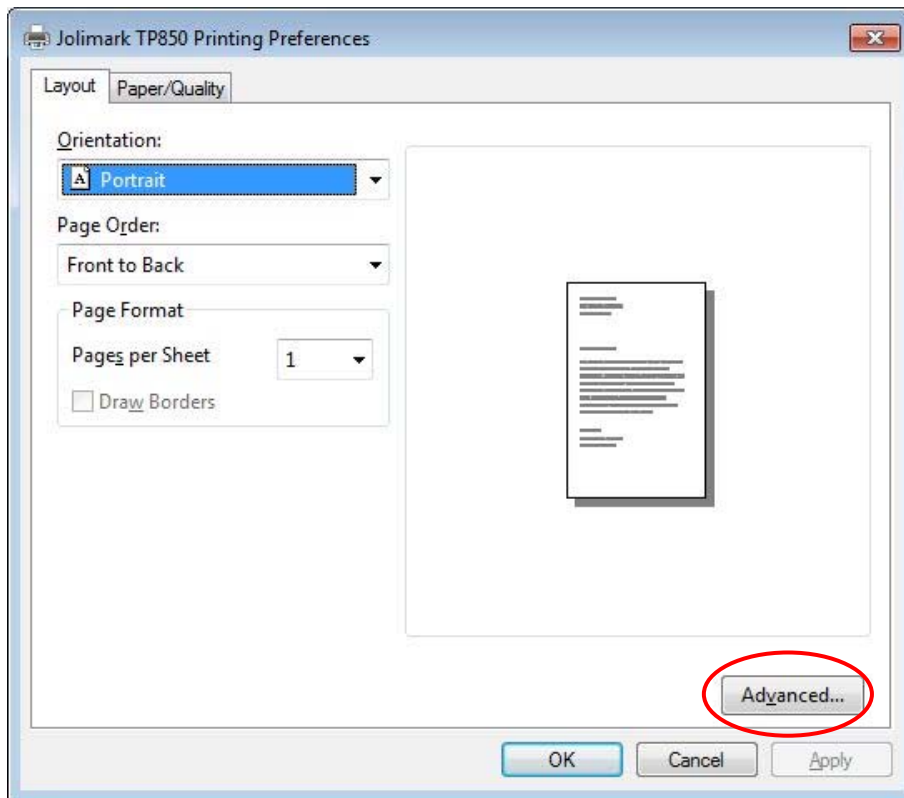 Jolimark TP850 Printing Preferences
Layout Paper/Quality
Orientation:
A Portrait
Page Order:
Front to Back
Page Format
Pages per Sheet 1
Draw Borders
Advanced...
OK Cancel Apply